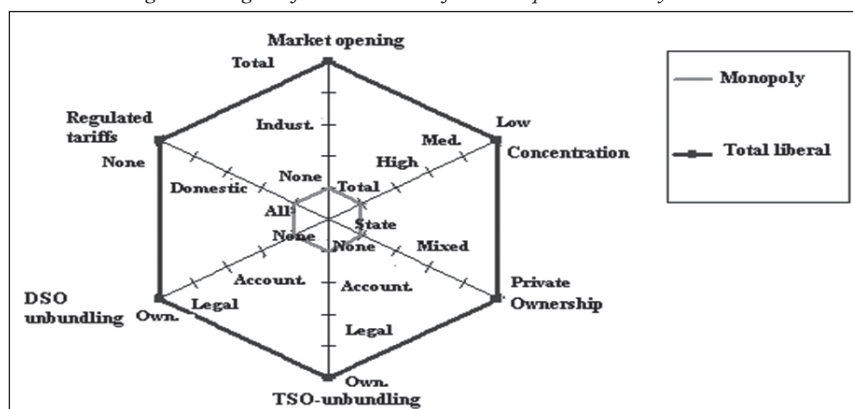 Market opening
Total
Monopoly
Regulated
tariffs
Low
Indust.
Med.
Concentration
Total liberal
None
High
None
Total
Domestic
All
State
None
None
Mixed
Account.
Account.
Private
Ownership
DSO
unbundling
Legal
Own.
Legal
Own.
TSO-unbundling